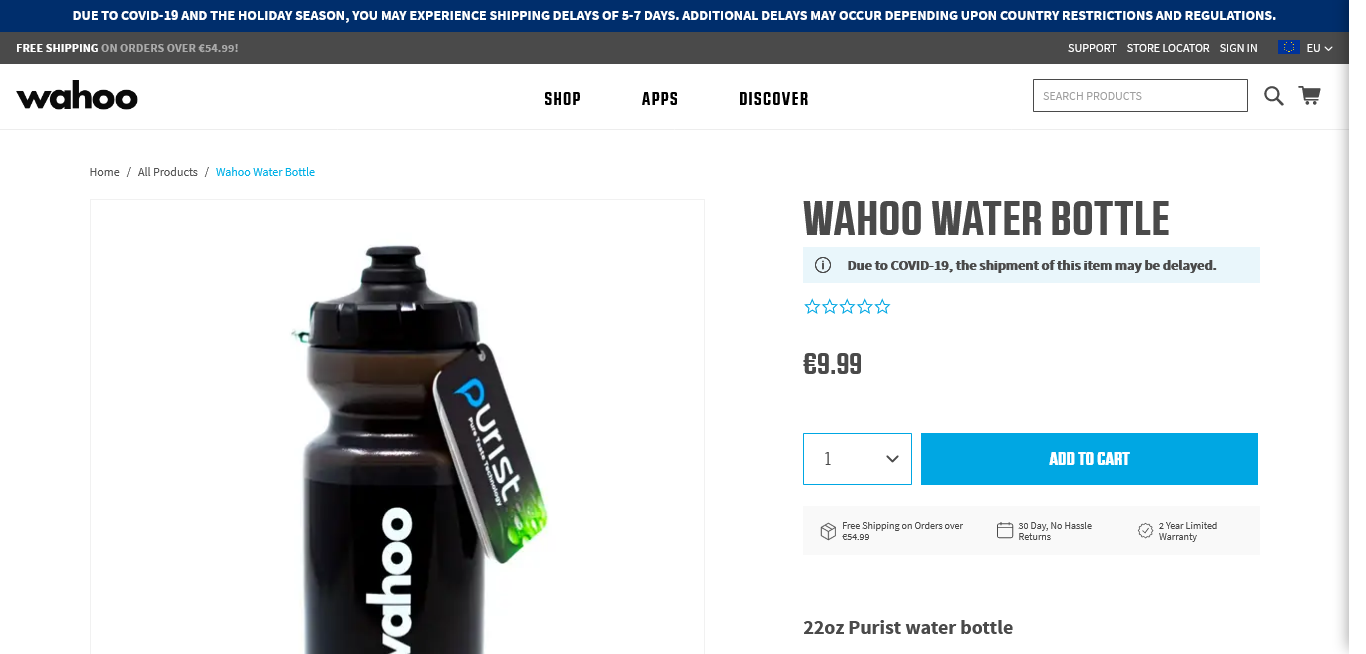 DUE TO COVID-19 AND THE HOLIDAY SEASON, YOU MAY EXPERIENCE SHIPPING DELAYS OF 5-7 DAYS. ADDITIONAL DELAYS MAY OCCUR DEPENDING UPON COUNTRY RESTRICTIONS AND REGULATIONS.
FREE SHIPPING ON ORDERS OVER €54.99!
SUPPORT STORE LOCATOR SIGN IN EU
wahoo
SHOP APPS DISCOVER
SEARCH PRODUCTS
Home / All Products / Wahoo Water Bottle
WAHOO WATER BOTTLE
Due to COVID-19, the shipment of this item may be delayed.
€9.99
1
ADD TO CART
Free Shipping on Orders over
€54.99
30 Day, No Hassle
Returns
2 Year Limited
Warranty
22oz Purist water bottle
Purist
Pure Taste Technology
wahoo